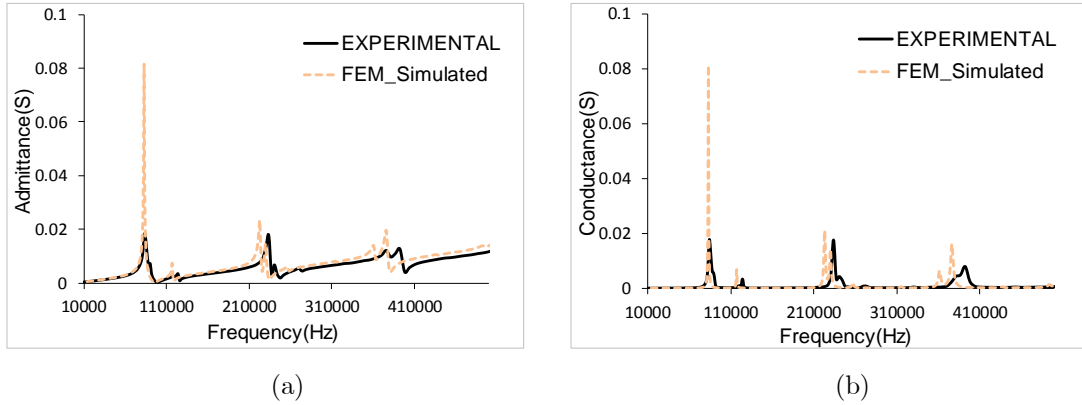 0.1
0.08
0.06
0.04
0.02
0
Admittance(S)
EXPERIMENTAL
FEM_Simulated
10000 110000 210000 310000 410000
Frequency(Hz)
(a)
0.1
0.08
0.06
0.04
0.02
0
Conductance(S)
EXPERIMENTAL
FEM_Simulated
10000 110000 210000 310000 410000
Frequency(Hz)
(b)